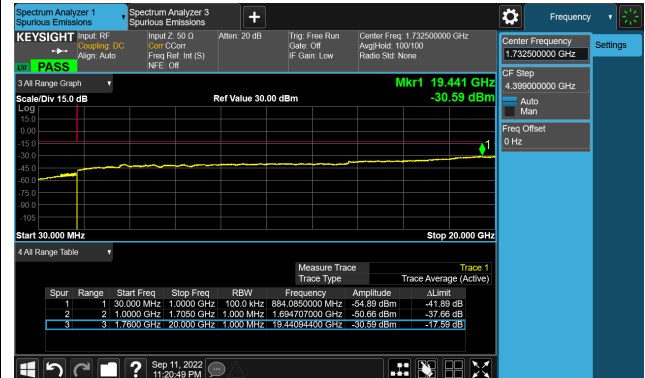 Spectrum Analyzer 1
Spurious Emissions
Spectrum Analyzer 3
Spurious Emissions
Frequency
KEYSIGHT
Input: RF
Coupling: DC
Align: Auto
Input Z: 50 Ω
Corr CCorr
Freq Ref: Int (S)
NFE: Off
Atten: 20 dB
Trig: Free Run
Gate: Off
IF Gain: Low
Center Freq: 1.732500000 GHz
Avg|Hold: 100/100
Radio Std: None
PASS
Center Frequency
1.732500000 GHz
Settings
CF Step
4.399000000 GHz
Auto
Man
Freq Offset
0 Hz
3 All Range Graph
Mkr1 19.441 GHz
Scale/Div 15.0 dB
Ref Value 30.00 dBm
-30.59 dBm
Log
15.0
0.00
-15.0
1
-30.0
-45.0
-60.0
-75.0
-90.0
-105
Start 30.000 MHz
Stop 20.000 GHz
4 All Range Table
Measure Trace Trace 1
Trace Type Trace Average (Active)
Spur Range Start Freq Stop Freq RBW Frequency Amplitude ΔLimit
1 1 30.000 MHz 1.0000 GHz 100.0 kHz 884.0850000 MHz -54.89 dBm -41.89 dB
2 2 1.0000 GHz 1.7050 GHz 1.000 MHz 1.694707000 GHz -50.66 dBm -37.66 dB
3 3 1.7600 GHz 20.000 GHz 1.000 MHz 19.44094400 GHz -30.59 dBm -17.59 dB
?
Sep 11, 2022
11:20:49 PM